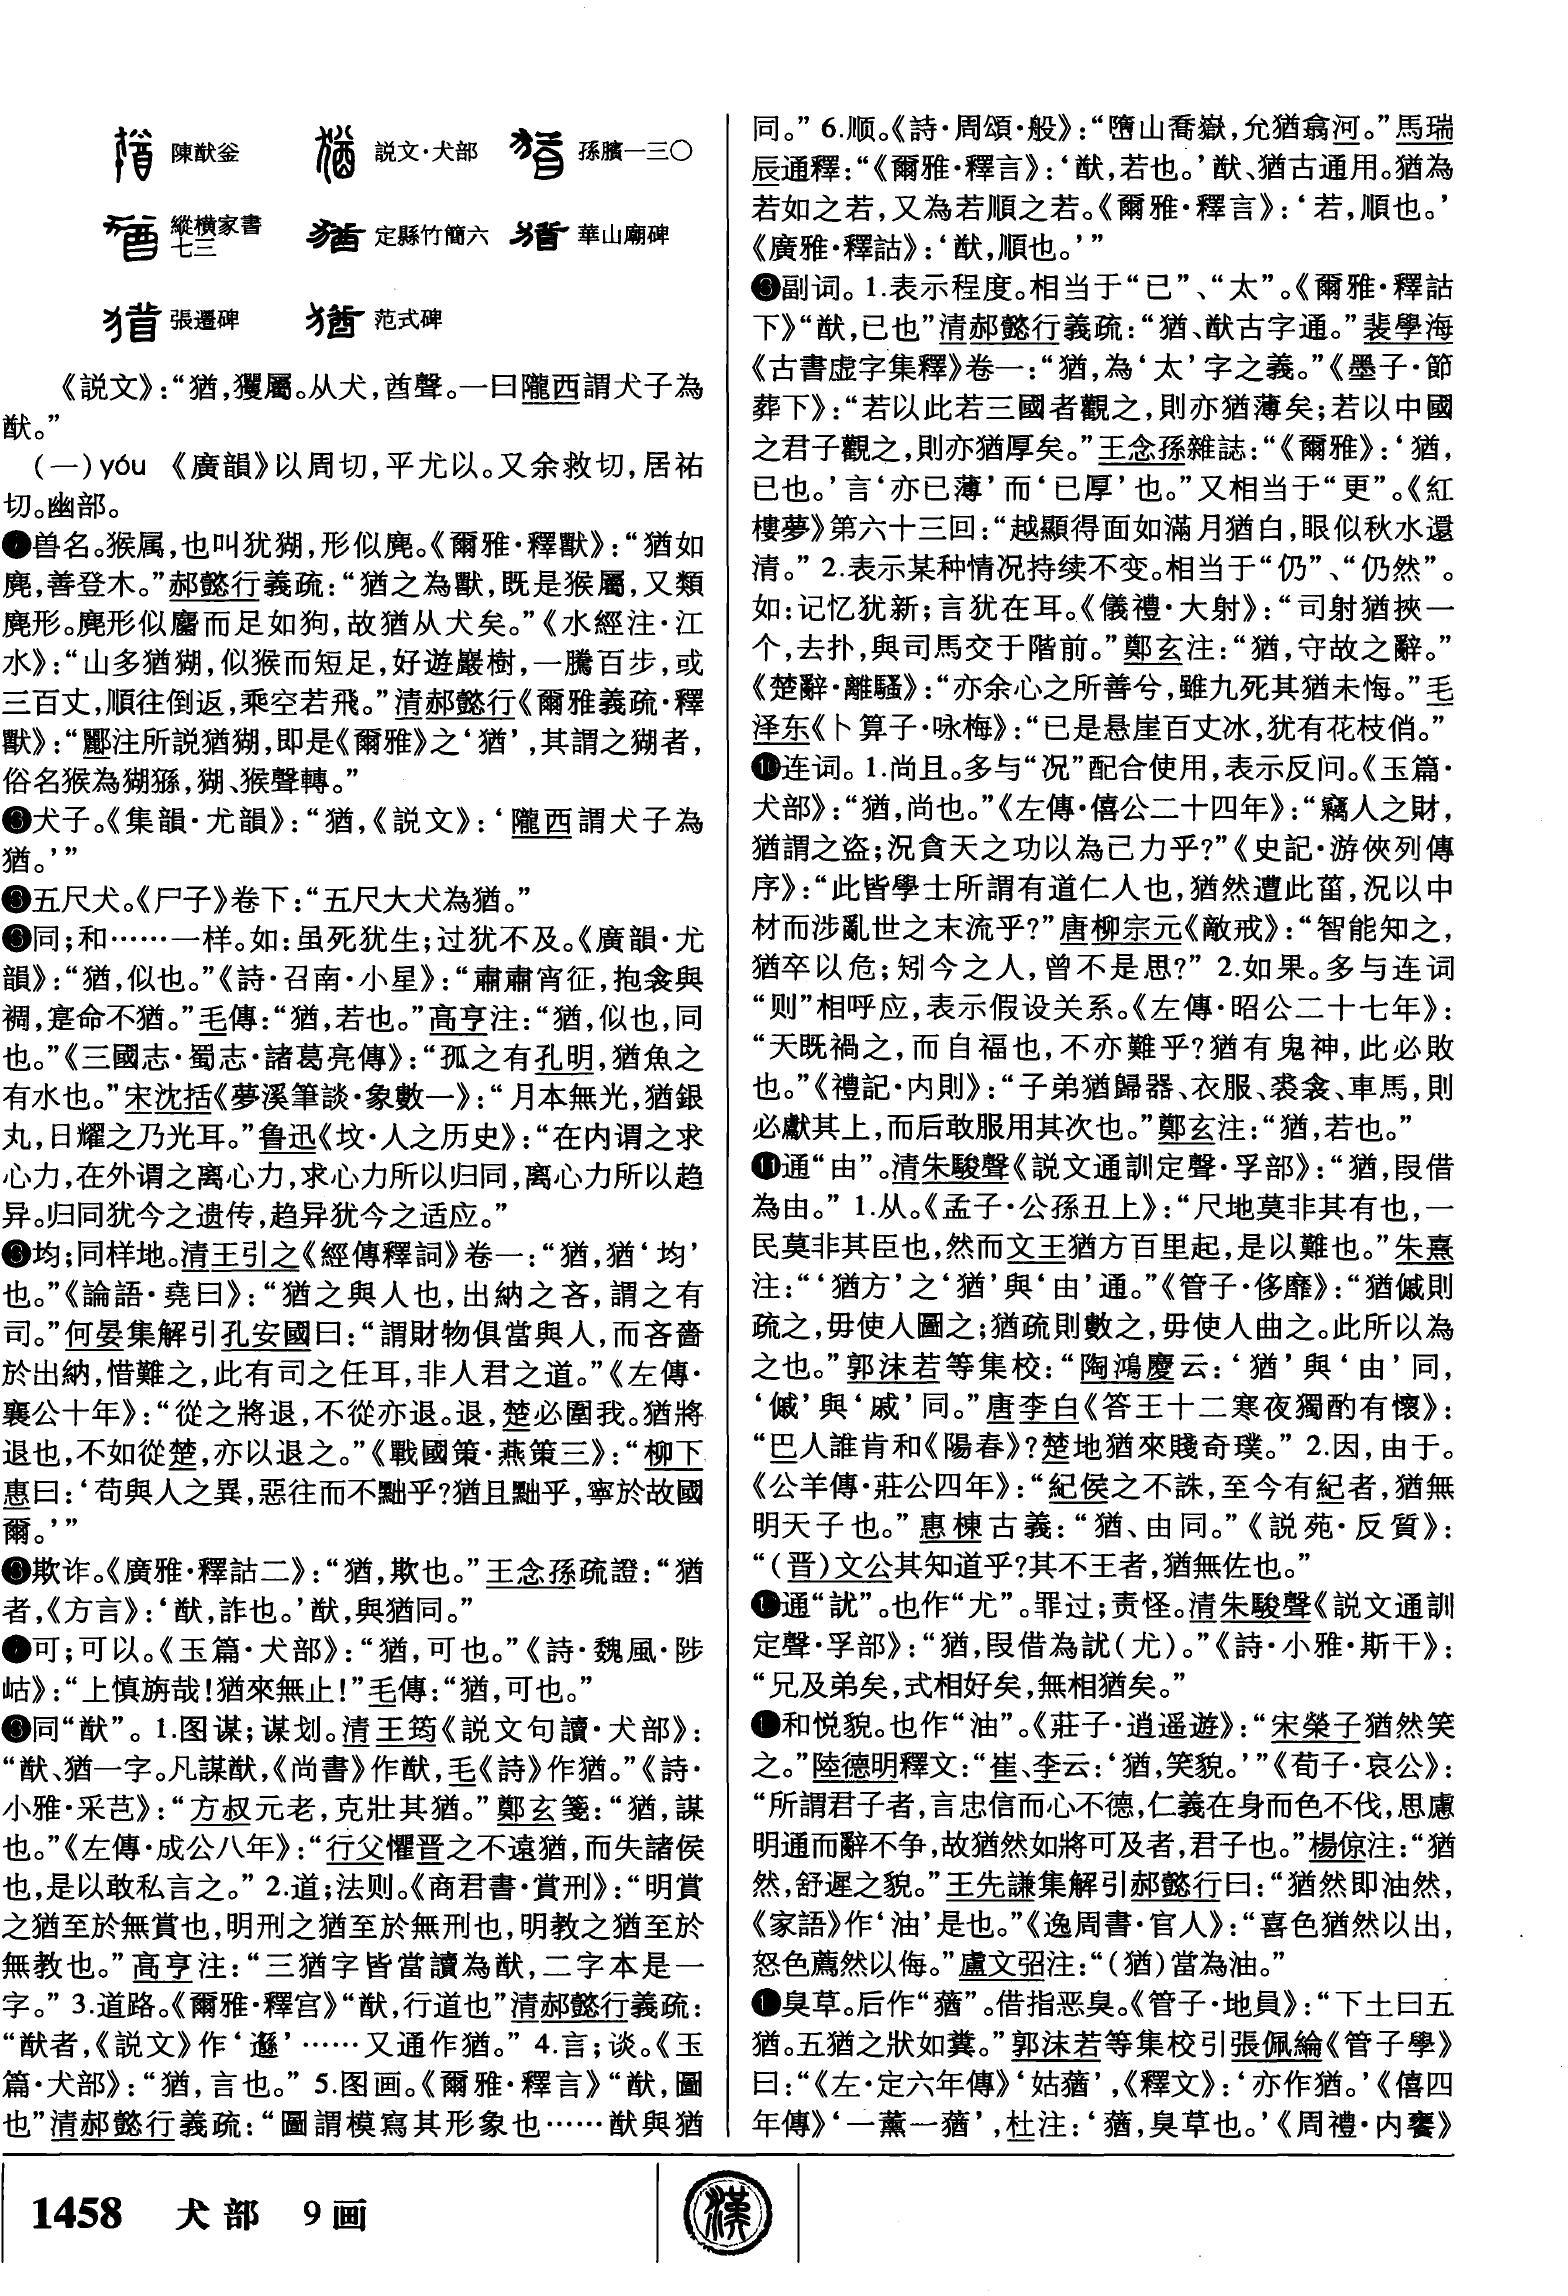 陳猷釜
説文·犬部
孫臏一三〇
縱横家書
七三
定縣竹簡六
華山廟碑
張遷碑
范式碑
《説文》：“猶，玃屬。从犬，酋聲。一曰隴西謂犬子為
猷。”
（一）yóu　《廣韻》以周切，平尤以。又余救切，居祐
切。幽部。
兽名。猴属，也叫犹猢，形似麂。《爾雅·釋獸》：“猶如
麂，善登木。”郝懿行義疏：“猶之為獸，既是猴屬，又類
麂形。麂形似麕而足如狗，故猶从犬矣。”《水經注·江
水》：“山多猶猢，似猴而短足，好遊巖樹，一騰百步，或
三百丈，順往倒返，乘空若飛。”清郝懿行《爾雅義疏·釋
獸》：“酈注所説猶猢，即是《爾雅》之‘猶’，其謂之猢者，
俗名猴為猢猻，猢、猴聲轉。”
犬子。《集韻·尤韻》：“猶，《説文》：‘隴西謂犬子為
猶。’”
❸五尺犬。《尸子》卷下：“五尺大犬為猶。”
同；和……一样。如：虽死犹生；过犹不及。《廣韻·尤
韻》：“猶，似也。”《詩·召南·小星》：“肅肅宵征，抱衾與
裯，寔命不猶。”毛傳：“猶，若也。”高亨注：“猶，似也，同
也。”《三國志·蜀志·諸葛亮傳》：“孤之有孔明，猶魚之
有水也。”宋沈括《夢溪筆談·象數一》：“月本無光，猶銀
丸，日耀之乃光耳。”鲁迅《坟·人之历史》：“在内谓之求
心力，在外谓之离心力，求心力所以归同，离心力所以趋
异。归同犹今之遗传，趋异犹今之适应。”
均；同样地。清王引之《經傳釋詞》卷一：“猶，猶‘均’
也。”《論語·堯曰》：“猶之與人也，出納之吝，謂之有
司。”何晏集解引孔安國曰：“謂財物俱當與人，而吝嗇
於出納，惜難之，此有司之任耳，非人君之道。”《左傳·
襄公十年》：“從之將退，不從亦退。退，楚必圍我。猶將
退也，不如從楚，亦以退之。”《戰國策·燕策三》：“柳下
惠曰：‘苟與人之異，惡往而不黜乎？猶且黜乎，寧於故國
爾。’”
欺诈。《廣雅·釋詁二》：“猶，欺也。”王念孫疏證：“猶
者，《方言》：‘猷，詐也。’猷，與猶同。”
可；可以。《玉篇·犬部》：“猶，可也。”《詩·魏風·陟
岵》：“上慎旃哉！猶來無止！”毛傳：“猶，可也。”
同“猷”。1.图谋；谋划。清王筠《説文句讀·犬部》：
“猷、猶一字。凡謀猷，《尚書》作猷，毛《詩》作猶。”《詩·
小雅·采芑》：“方叔元老，克壯其猶。”鄭玄箋：“猶，謀
也。”《左傳·成公八年》：“行父懼晋之不遠猶，而失諸侯
也，是以敢私言之。”2.道；法则。《商君書·賞刑》：“明賞
之猶至於無賞也，明刑之猶至於無刑也，明教之猶至於
無教也。”高亨注：“三猶字皆當讀為猷，二字本是一
字。”3.道路。《爾雅·釋宫》“猷，行道也”清郝懿行義疏：
“猷者，《説文》作‘邎’……又通作猶。”4.言；谈。《玉
篇·犬部》：“猶，言也。”5.图画。《爾雅·釋言》“猷，圖
也”清郝懿行義疏：“圖謂模寫其形象也……猷與猶
同。”6.顺。《詩·周頌·般》：“墮山喬嶽，允猶翕河。”馬瑞
辰通釋：“《爾雅·釋言》：‘猷，若也。’猷、猶古通用。猶為
若如之若，又為若順之若。《爾雅·釋言》：‘若，順也。’
《廣雅·釋詁》：‘猷，順也。’”
副词。1.表示程度。相当于“已”、“太”。《爾雅·釋詁
下》“猷，已也”清郝懿行義疏：“猶、猷古字通。”裴學海
《古書虚字集釋》卷一：“猶，為‘太’字之義。”《墨子·節
葬下》：“若以此若三國者觀之，則亦猶薄矣；若以中國
之君子觀之，則亦猶厚矣。”王念孫雜誌：“《爾雅》：‘猶，
已也。’言‘亦已薄’而‘已厚’也。”又相当于“更”。《紅
樓夢》第六十三回：“越顯得面如滿月猶白，眼似秋水還
清。”2.表示某种情况持续不变。相当于“仍”、“仍然”。
如：记忆犹新；言犹在耳。《儀禮·大射》：“司射猶挾一
个，去扑，與司馬交于階前。”鄭玄注：“猶，守故之辭。”
《楚辭·離騷》：“亦余心之所善兮，雖九死其猶未悔。”毛
泽东《卜算子·咏梅》：“已是悬崖百丈冰，犹有花枝俏。”
❿连词。1.尚且。多与“况”配合使用，表示反问。《玉篇·
犬部》：“猶，尚也。”《左傳·僖公二十四年》：“竊人之財，
猶謂之盗；況貪天之功以為己力乎？”《史記·游俠列傳
序》：“此皆學士所謂有道仁人也，猶然遭此菑，況以中
材而涉亂世之末流乎？”唐柳宗元《敵戒》：“智能知之，
猶卒以危；矧今之人，曾不是思？”2.如果。多与连词
“则”相呼应，表示假设关系。《左傳·昭公二十七年》：
“天既禍之，而自福也，不亦難乎？猶有鬼神，此必敗
也。”《禮記·内則》：“子弟猶歸器、衣服、裘衾、車馬，則
必獻其上，而后敢服用其次也。”鄭玄注：“猶，若也。”
⓫通“由”。清朱駿聲《説文通訓定聲·孚部》：“猶，叚借
為由。”1.从。《孟子·公孫丑上》：“尺地莫非其有也，一
民莫非其臣也，然而文王猶方百里起，是以難也。”朱熹
注：“‘猶方’之‘猶’與‘由’通。”《管子·侈靡》：“猶傶則
疏之，毋使人圖之；猶疏則數之，毋使人曲之。此所以為
之也。”郭沫若等集校：“陶鴻慶云：‘猶’與‘由’同，
‘傶’與‘戚’同。”唐李白《答王十二寒夜獨酌有懷》：
“巴人誰肯和《陽春》？楚地猶來賤奇璞。”2.因，由于。
《公羊傳·莊公四年》：“紀侯之不誅，至今有紀者，猶無
明天子也。”惠棟古義：“猶、由同。”《説苑·反質》：
“（晋）文公其知道乎？其不王者，猶無佐也。”
通“訧”。也作“尤”。罪过；责怪。清朱駿聲《説文通訓
定聲·孚部》：“猶，叚借為訧（尤）。”《詩·小雅·斯干》：
“兄及弟矣，式相好矣，無相猶矣。”
和悦貌。也作“油”。《莊子·逍遥遊》：“宋榮子猶然笑
之。”陸德明釋文：“崔、李云：‘猶，笑貌。’”《荀子·哀公》：
“所謂君子者，言忠信而心不德，仁義在身而色不伐，思慮
明通而辭不争，故猶然如將可及者，君子也。”楊倞注：“猶
然，舒遲之貌。”王先謙集解引郝懿行曰：“猶然即油然，
《家語》作‘油’是也。”《逸周書·官人》：“喜色猶然以出，
怒色薦然以侮。”盧文弨注：“（猶）當為油。”
臭草。后作“蕕”。借指恶臭。《管子·地員》：“下土曰五
猶。五猶之狀如糞。”郭沫若等集校引張佩綸《管子學》
曰：“《左·定六年傳》‘姑蕕’，《釋文》：‘亦作猶。’《僖四
年傳》‘一薰一蕕’，杜注：‘蕕，臭草也。’《周禮·内饔》
1458　犬部　9画
漢